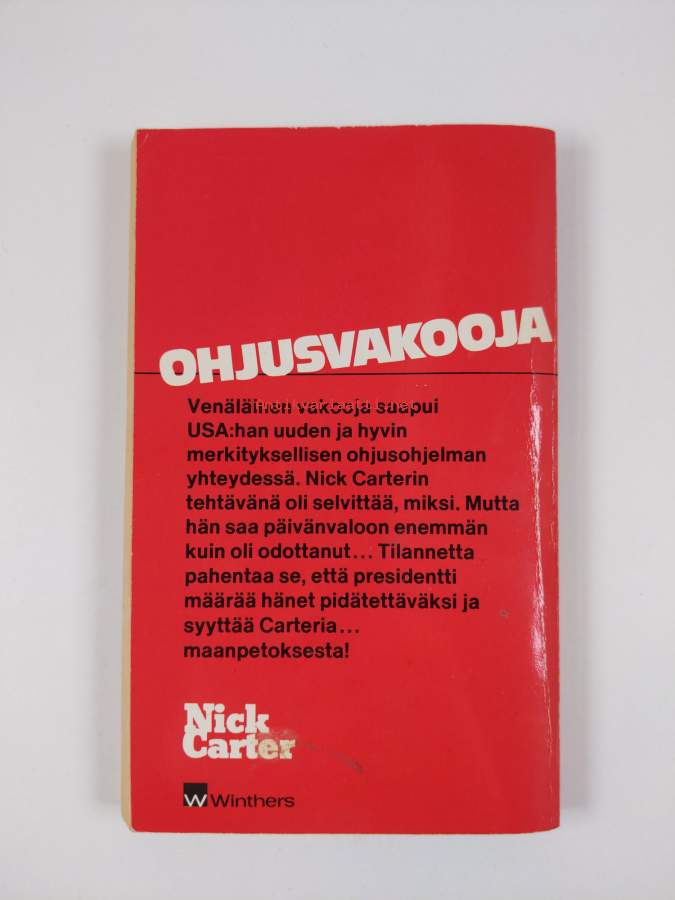 OHJUSVAKOOJA
Antikvariaatti.net
Venäläinen vakooja saapui
USA:han uuden ja hyvin
merkityksellisen ohjusohjelman
yhteydessä. Nick Carterin
tehtävänä oli selvittää, miksi. Mutta
hän saa päivänvaloon enemmän
kuin oli odottanut... Tilannetta
pahentaa se, että presidentti
määrää hänet pidätettäväksi ja
syyttää Carteria...
maanpetoksesta!
Nick
Carter
W Winthers